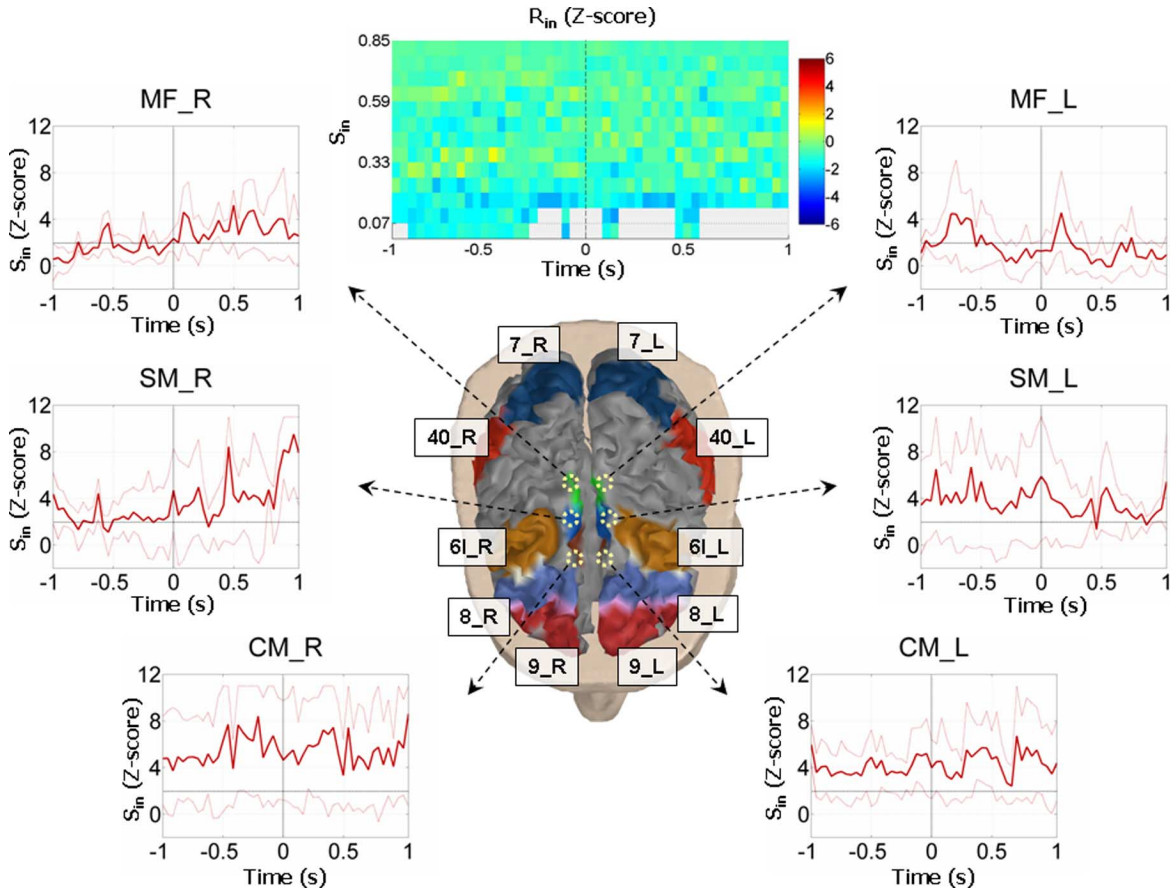 R_in (Z-score)
0.85
0.59
0.33
0.07
S_in
-1
-0.5
0
0.5
1
Time (s)
6
4
2
0
-2
-4
-6
MF_R
12
8
4
0
S_in (Z-score)
-1
-0.5
0
0.5
1
Time (s)
MF_L
12
8
4
0
S_in (Z-score)
-1
-0.5
0
0.5
1
Time (s)
SM_R
12
8
4
0
S_in (Z-score)
-1
-0.5
0
0.5
1
Time (s)
7_R
7_L
40_R
40_L
6l_R
6l_L
8_R
8_L
9_R
9_L
SM_L
12
8
4
0
S_in (Z-score)
-1
-0.5
0
0.5
1
Time (s)
CM_R
12
8
4
0
S_in (Z-score)
-1
-0.5
0
0.5
1
Time (s)
CM_L
12
8
4
0
S_in (Z-score)
-1
-0.5
0
0.5
1
Time (s)